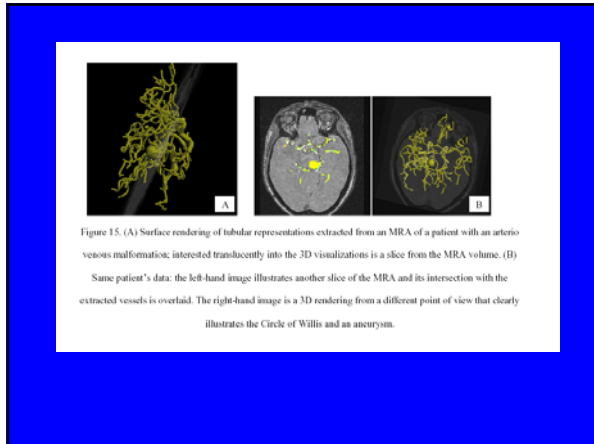 A
B
Figure 15. (A) Surface rendering of tubular representations extracted from an MRA of a patient with an arterio
venous malformation; interested translucently into the 3D visualizations is a slice from the MRA volume. (B)
Same patient's data: the left-hand image illustrates another slice of the MRA and its intersection with the
extracted vessels is overlaid. The right-hand image is a 3D rendering from a different point of view that clearly
illustrates the Circle of Willis and an aneurysm.